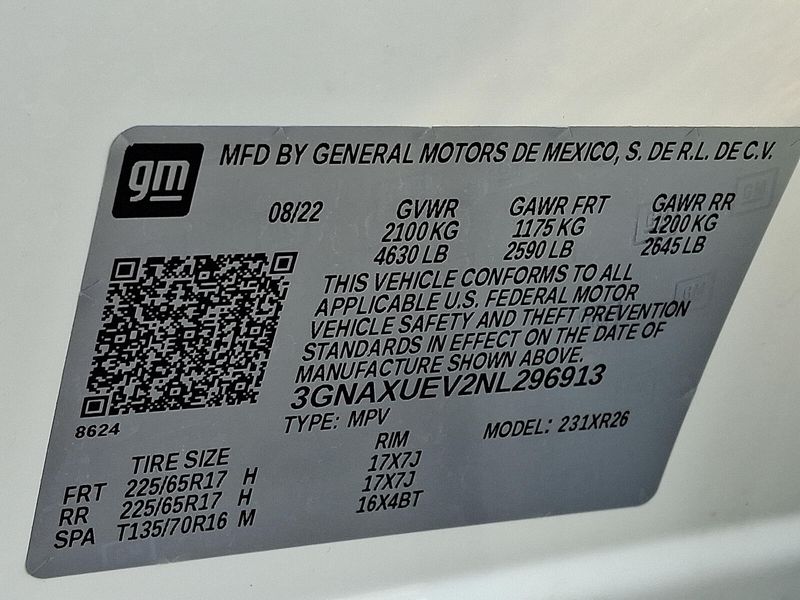 gm
MFD BY GENERAL MOTORS DE MEXICO, S. DE R.L. DE C.V.
08/22 GVWR GAWR FRT GAWR RR
2100 KG 1175 KG 1200 KG
4630 LB 2590 LB 2645 LB
THIS VEHICLE CONFORMS TO ALL
APPLICABLE U.S. FEDERAL MOTOR
VEHICLE SAFETY AND THEFT PREVENTION
STANDARDS IN EFFECT ON THE DATE OF
MANUFACTURE SHOWN ABOVE.
3GNAXUEV2NL296913
8624
TYPE: MPV MODEL: 231XR26
TIRE SIZE RIM
FRT 225/65R17 H 17X7J
RR 225/65R17 H 17X7J
SPA T135/70R16 M 16X4BT